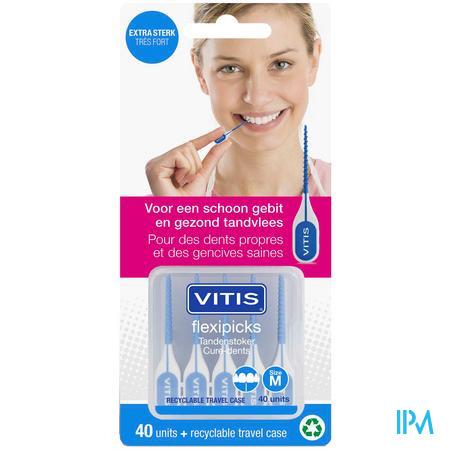 EXTRA STERK
TRÈS FORT
Voor een schoon gebit
en gezond tandvlees
Pour des dents propres
et des gencives saines
VITIS
VITIS
flexipicks
Tandenstoker
Cure-dents
Size
M
RECYCLABLE TRAVEL CASE
40 units
40 units + recyclable travel case
IPM